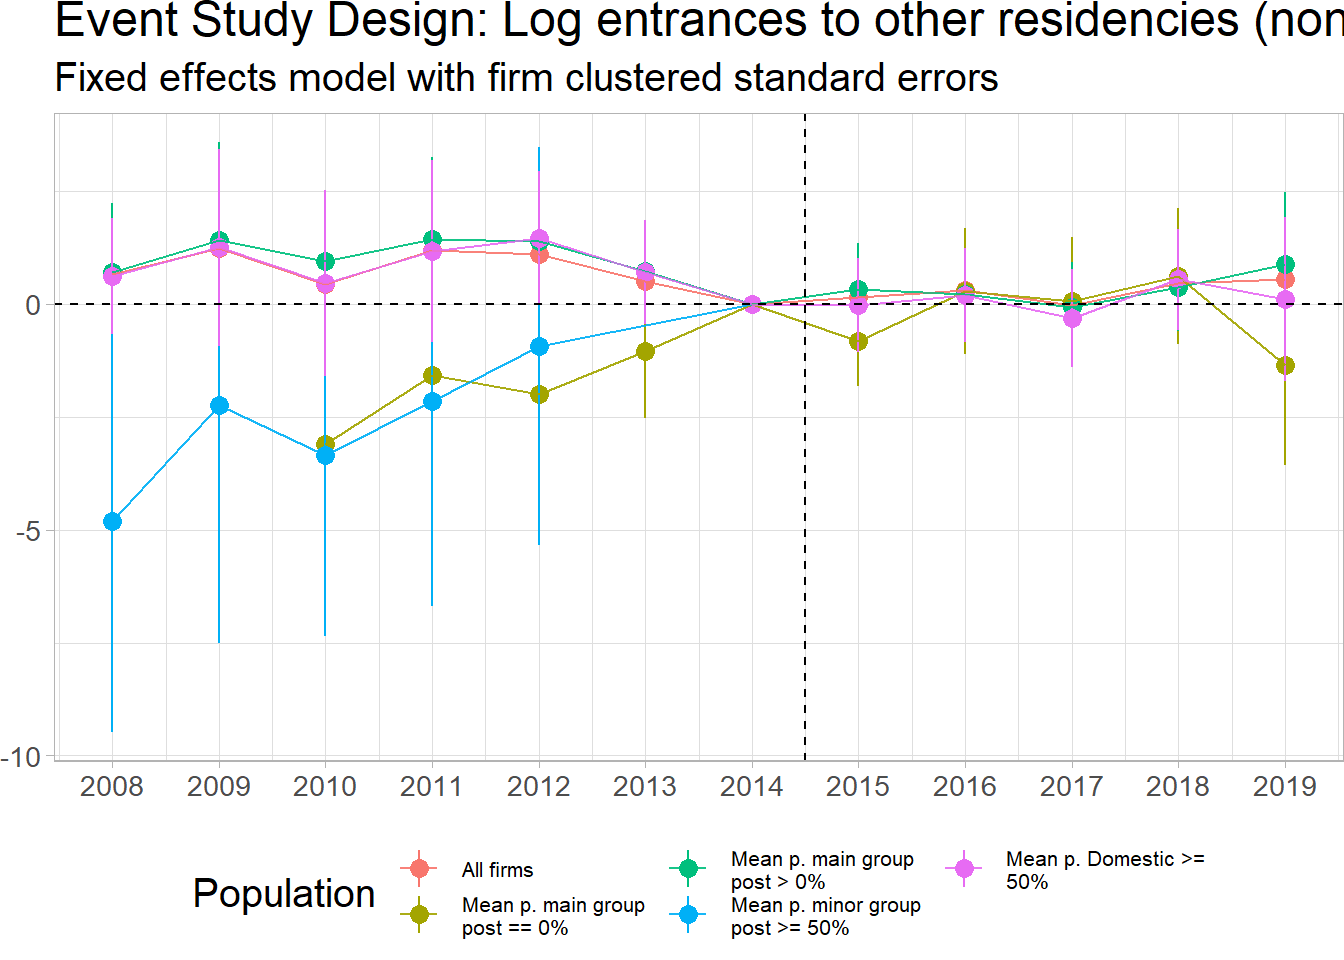 Event Study Design: Log entrances to other residencies (non
Fixed effects model with firm clustered standard errors
0
-5
-10
2008 2009 2010 2011 2012 2013 2014 2015 2016 2017 2018 2019
Population
All firms
Mean p. main group
post == 0%
Mean p. main group
post > 0%
Mean p. minor group
post >= 50%
Mean p. Domestic >=
50%